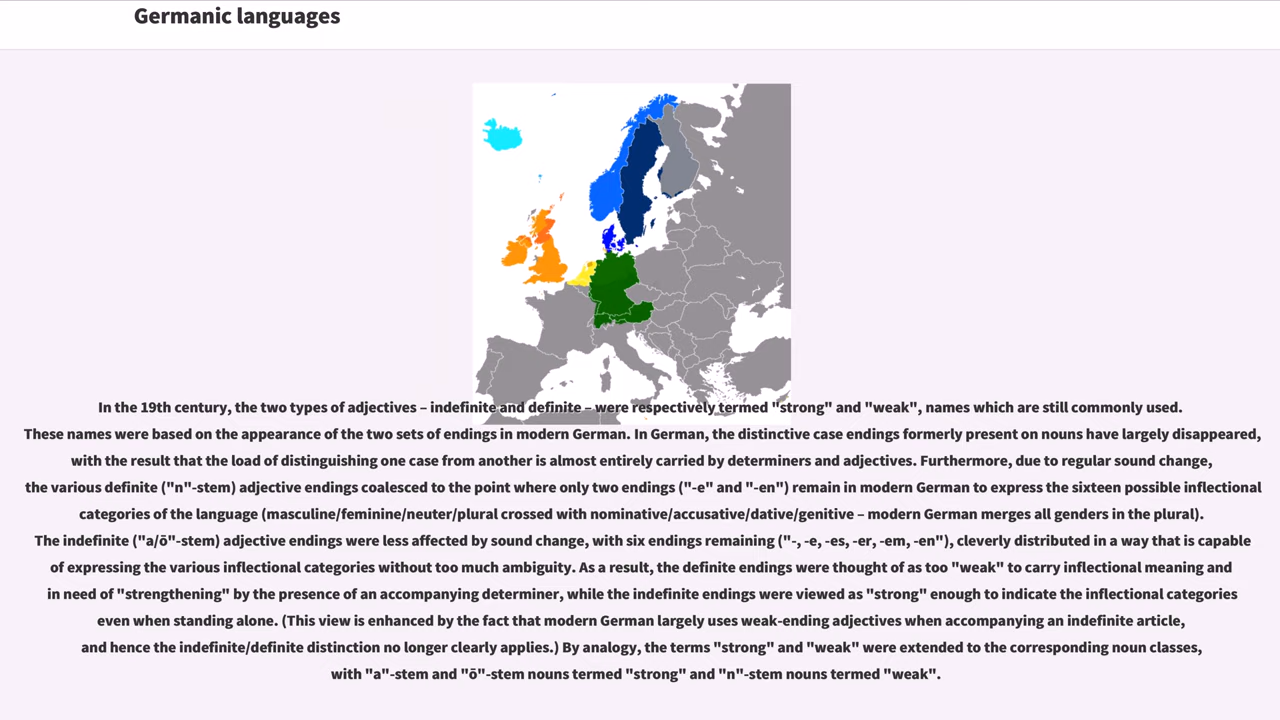 Germanic languages
In the 19th century, the two types of adjectives – indefinite and definite – were respectively termed "strong" and "weak", names which are still commonly used.
These names were based on the appearance of the two sets of endings in modern German. In German, the distinctive case endings formerly present on nouns have largely disappeared,
with the result that the load of distinguishing one case from another is almost entirely carried by determiners and adjectives. Furthermore, due to regular sound change,
the various definite ("n"-stem) adjective endings coalesced to the point where only two endings ("-e" and "-en") remain in modern German to express the sixteen possible inflectional
categories of the language (masculine/feminine/neuter/plural crossed with nominative/accusative/dative/genitive – modern German merges all genders in the plural).
The indefinite ("a/ō"-stem) adjective endings were less affected by sound change, with six endings remaining ("-, -e, -es, -er, -em, -en"), cleverly distributed in a way that is capable
of expressing the various inflectional categories without too much ambiguity. As a result, the definite endings were thought of as too "weak" to carry inflectional meaning and
in need of "strengthening" by the presence of an accompanying determiner, while the indefinite endings were viewed as "strong" enough to indicate the inflectional categories
even when standing alone. (This view is enhanced by the fact that modern German largely uses weak-ending adjectives when accompanying an indefinite article,
and hence the indefinite/definite distinction no longer clearly applies.) By analogy, the terms "strong" and "weak" were extended to the corresponding noun classes,
with "a"-stem and "ō"-stem nouns termed "strong" and "n"-stem nouns termed "weak".